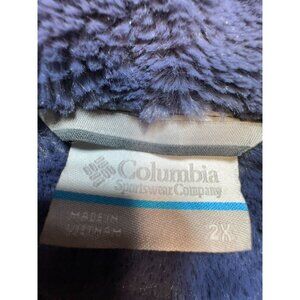 Columbia
Sportswear Company
MADE IN
VIETNAM
2X